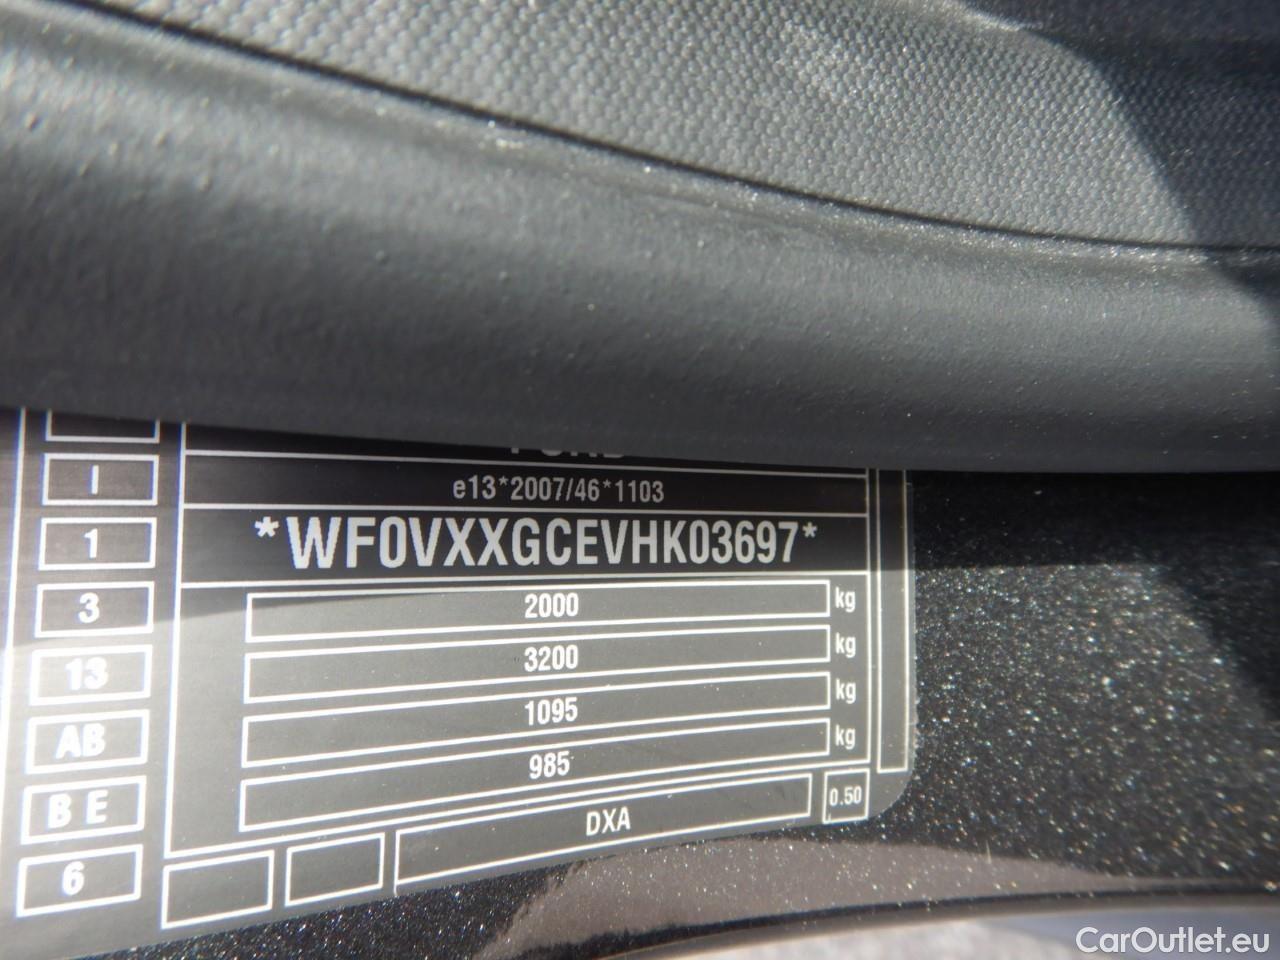 I
e13*2007/46*1103
1
*WF0VXXGCEVHK03697*
3
2000 kg
13
3200 kg
AB
1095 kg
B E
985 kg
6
DXA
0.50
CarOutlet.eu